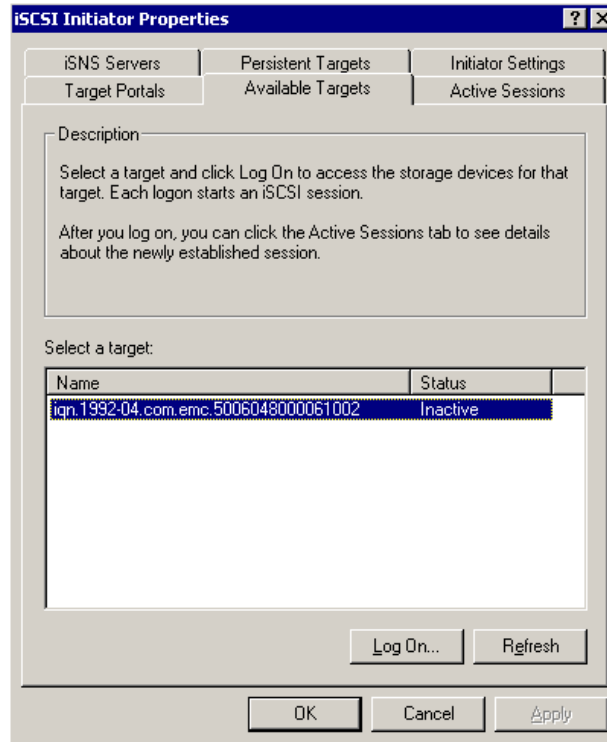 iSCSI Initiator Properties
iSNS Servers Persistent Targets Initiator Settings
Target Portals Available Targets Active Sessions
Description
Select a target and click Log On to access the storage devices for that
target. Each logon starts an iSCSI session.
After you log on, you can click the Active Sessions tab to see details
about the newly established session.
Select a target:
Name Status
iqn.1992-04.com.emc.5006048000061002 Inactive
Log On... Refresh
OK Cancel Apply